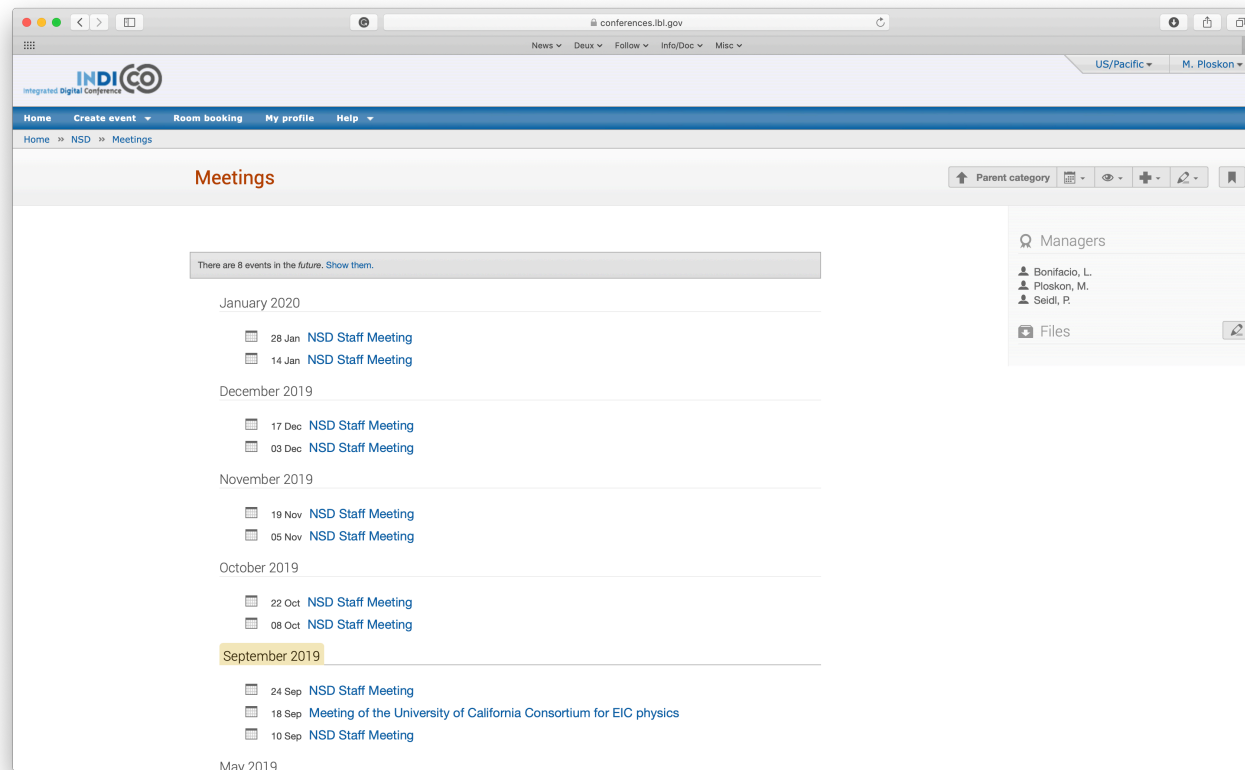 conferences.lbl.gov
News Deux Follow Info/Doc Misc
US/Pacific M. Ploskon
INDICO
Integrated Digital Conference
Home Create event Room booking My profile Help
Home » NSD » Meetings
Meetings
Parent category
There are 8 events in the future. Show them.
January 2020
28 Jan NSD Staff Meeting
14 Jan NSD Staff Meeting
December 2019
17 Dec NSD Staff Meeting
03 Dec NSD Staff Meeting
November 2019
19 Nov NSD Staff Meeting
05 Nov NSD Staff Meeting
October 2019
22 Oct NSD Staff Meeting
08 Oct NSD Staff Meeting
September 2019
24 Sep NSD Staff Meeting
18 Sep Meeting of the University of California Consortium for EIC physics
10 Sep NSD Staff Meeting
May 2019
Managers
Bonifacio, L.
Ploskon, M.
Seidl, P.
Files